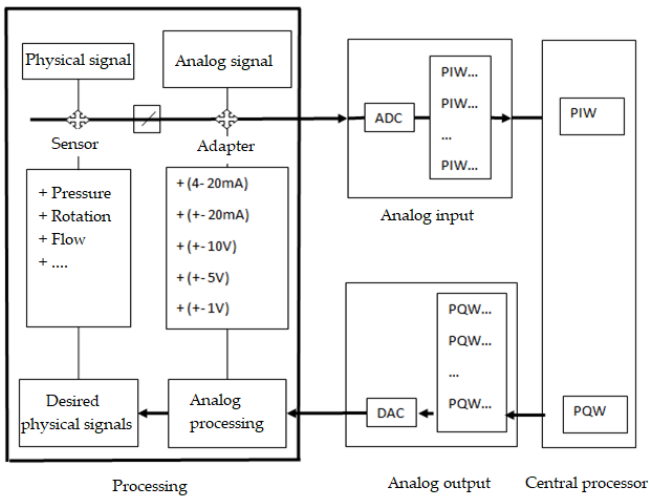 Physical signal
Analog signal
Sensor
Adapter
+ Pressure
+ Rotation
+ Flow
+ ....
+ (4- 20mA)
+ (+- 20mA)
+ (+- 10V)
+ (+- 5V)
+ (+- 1V)
Desired
physical signals
Analog
processing
Processing
ADC
PIW...
PIW...
...
PIW...
Analog input
PIW
DAC
PQW...
PQW...
...
PQW...
Analog output
PQW
Central processor